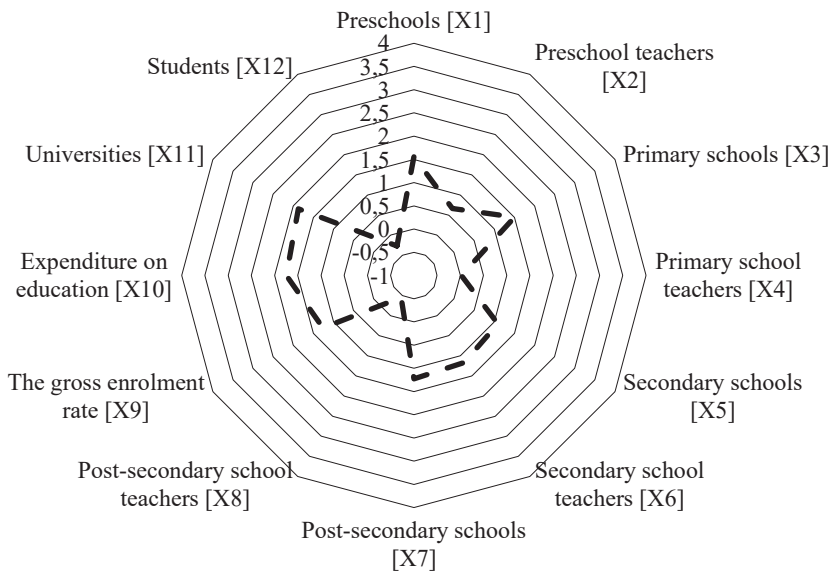 Preschools [X1]
4
3,5
3
2,5
2
1,5
1
0,5
0
-0,5
-1
Preschool teachers
[X2]
Primary schools [X3]
Primary school
teachers [X4]
Secondary schools
[X5]
Secondary school
teachers [X6]
Post-secondary schools
[X7]
Post-secondary school
teachers [X8]
The gross enrolment
rate [X9]
Expenditure on
education [X10]
Universities [X11]
Students [X12]